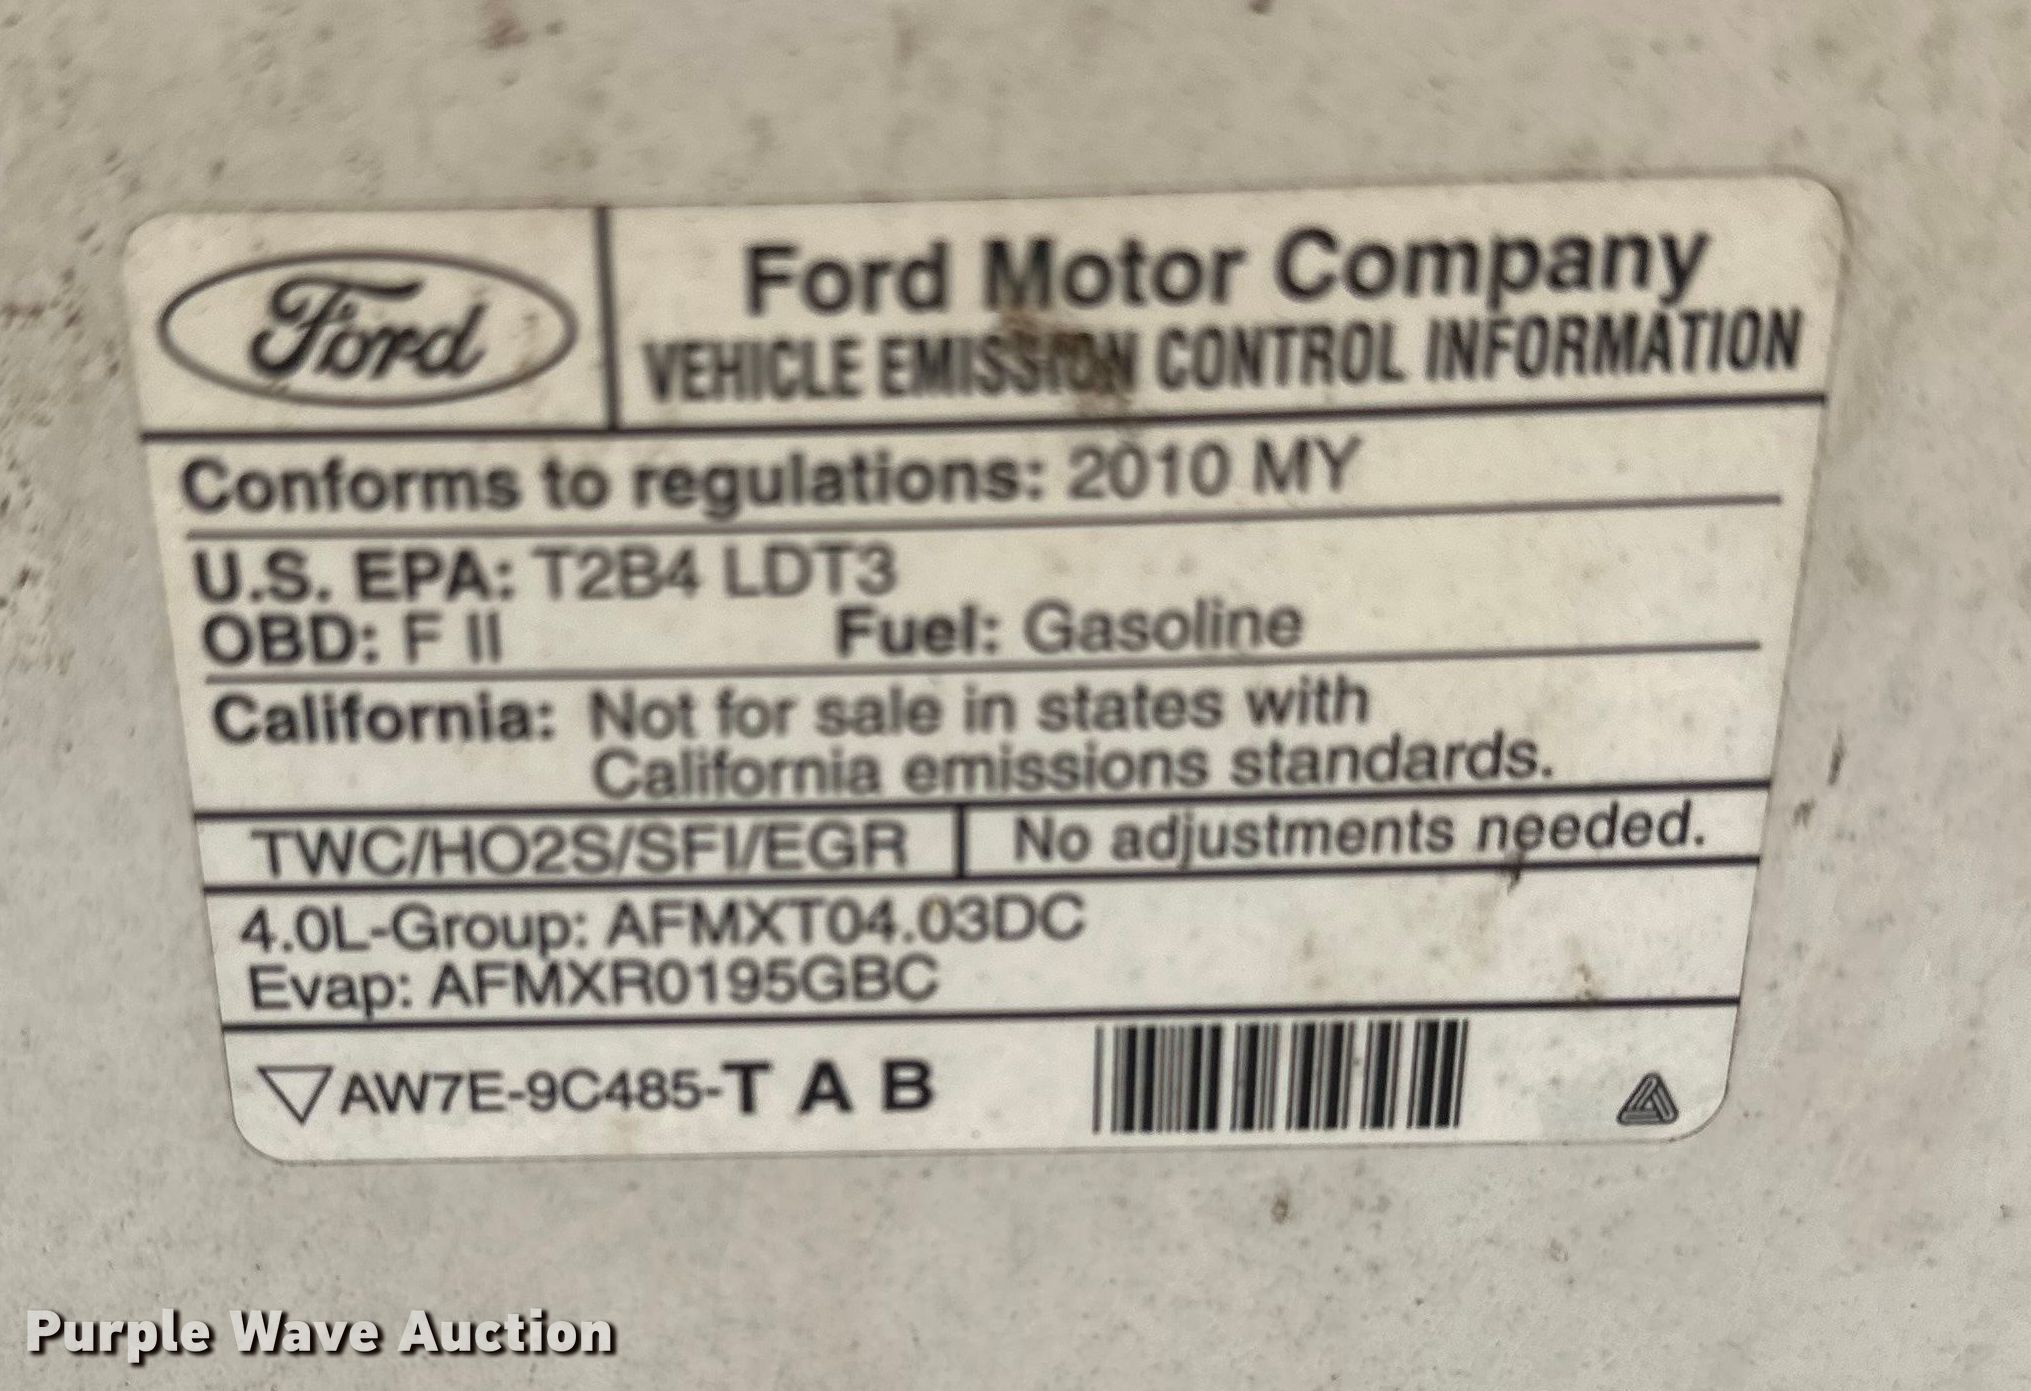 Ford
Ford Motor Company
VEHICLE EMISSION CONTROL INFORMATION
Conforms to regulations: 2010 MY
U.S. EPA: T2B4 LDT3
OBD: F II Fuel: Gasoline
California: Not for sale in states with
California emissions standards.
TWC/HO2S/SFI/EGR No adjustments needed.
4.0L-Group: AFMXT04.03DC
Evap: AFMXR0195GBC
AW7E-9C485-T A B
Purple Wave Auction